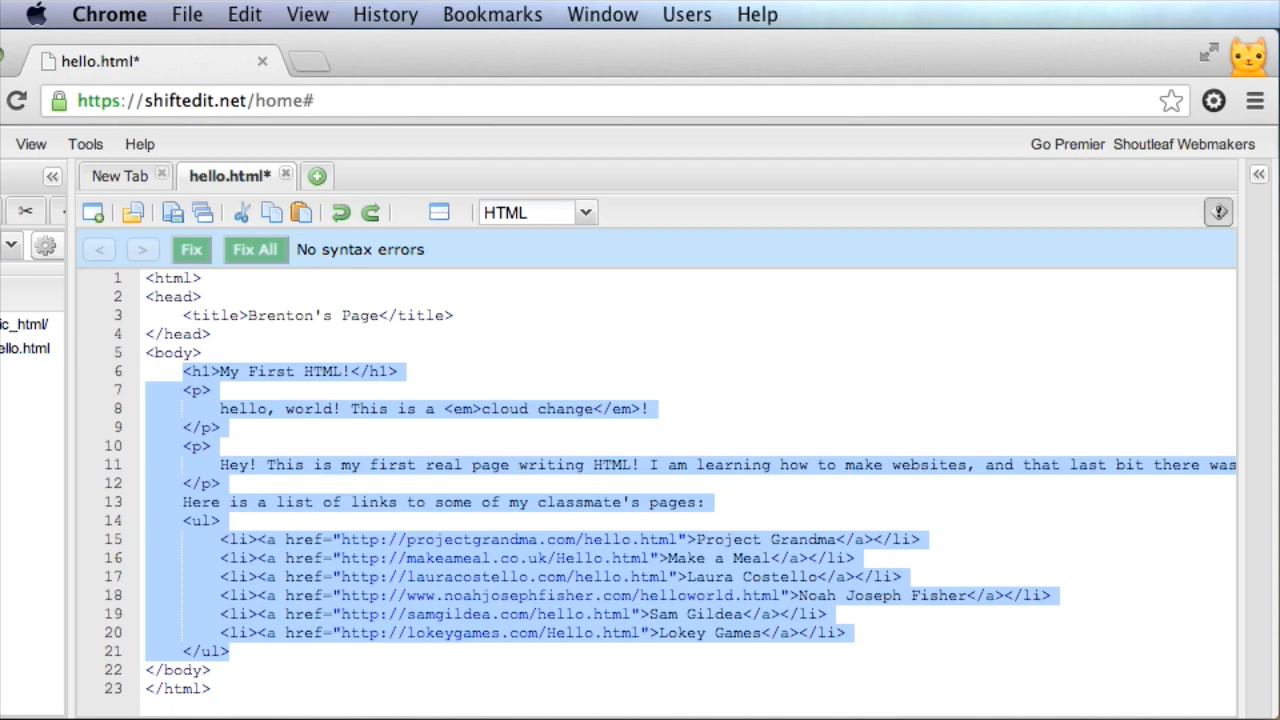 Chrome File Edit View History Bookmarks Window Users Help
hello.html*
https://shiftedit.net/home#
View Tools Help Go Premier Shoutleaf Webmakers
New Tab hello.html*
HTML
< > Fix Fix All No syntax errors
ic_html/
ello.html
1 <html>
2 <head>
3 <title>Brenton's Page</title>
4 </head>
5 <body>
6 <h1>My First HTML!</h1>
7 <p>
8 hello, world! This is a <em>cloud change</em>!
9 </p>
10 <p>
11 Hey! This is my first real page writing HTML! I am learning how to make websites, and that last bit there was
12 </p>
13 Here is a list of links to some of my classmate's pages:
14 <ul>
15 <li><a href="http://projectgrandma.com/hello.html">Project Grandma</a></li>
16 <li><a href="http://makeameal.co.uk/Hello.html">Make a Meal</a></li>
17 <li><a href="http://lauracostello.com/hello.html">Laura Costello</a></li>
18 <li><a href="http://www.noahjosephfisher.com/helloworld.html">Noah Joseph Fisher</a></li>
19 <li><a href="http://samgildea.com/hello.html">Sam Gildea</a></li>
20 <li><a href="http://lokeygames.com/Hello.html">Lokey Games</a></li>
21 </ul>
22 </body>
23 </html>